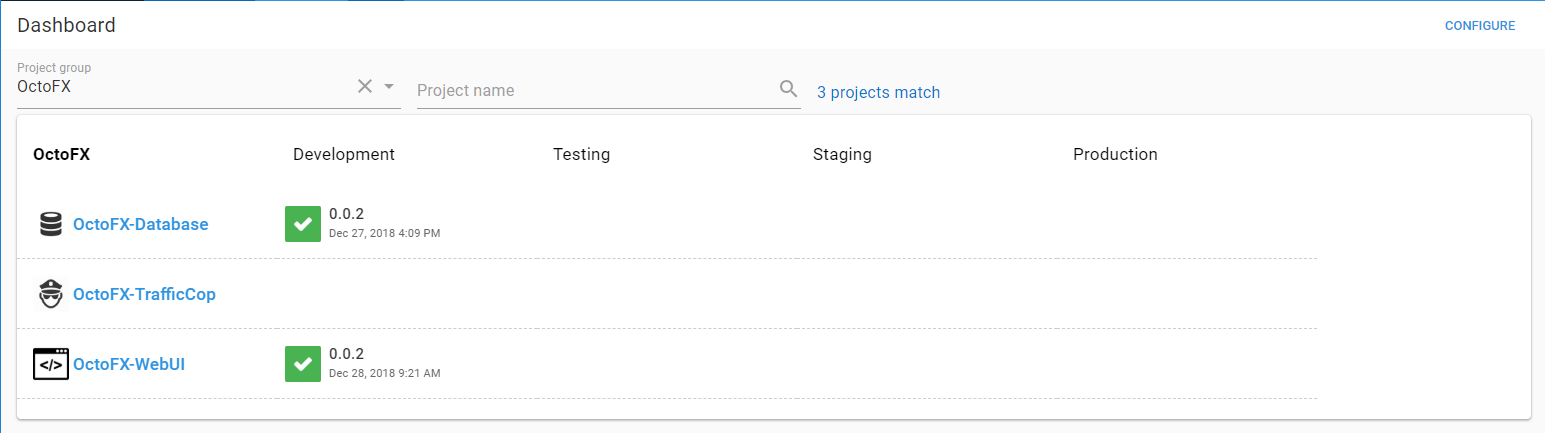 Dashboard
CONFIGURE
Project group
OctoFX
Project name
3 projects match
OctoFX Development Testing Staging Production
OctoFX-Database
0.0.2
Dec 27, 2018 4:09 PM
OctoFX-TrafficCop
</>
OctoFX-WebUI
0.0.2
Dec 28, 2018 9:21 AM